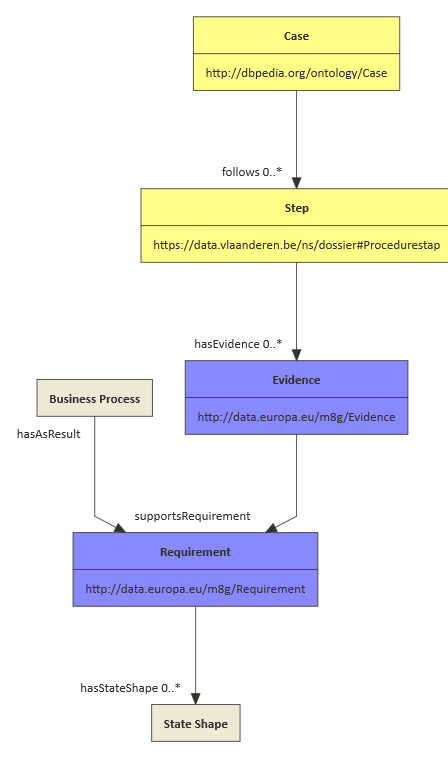 Case
http://dbpedia.org/ontology/Case
follows 0..*
Step
https://data.vlaanderen.be/ns/dossier#Procedurestap
hasEvidence 0..*
Evidence
http://data.europa.eu/m8g/Evidence
Business Process
hasAsResult
supportsRequirement
Requirement
http://data.europa.eu/m8g/Requirement
hasStateShape 0..*
State Shape